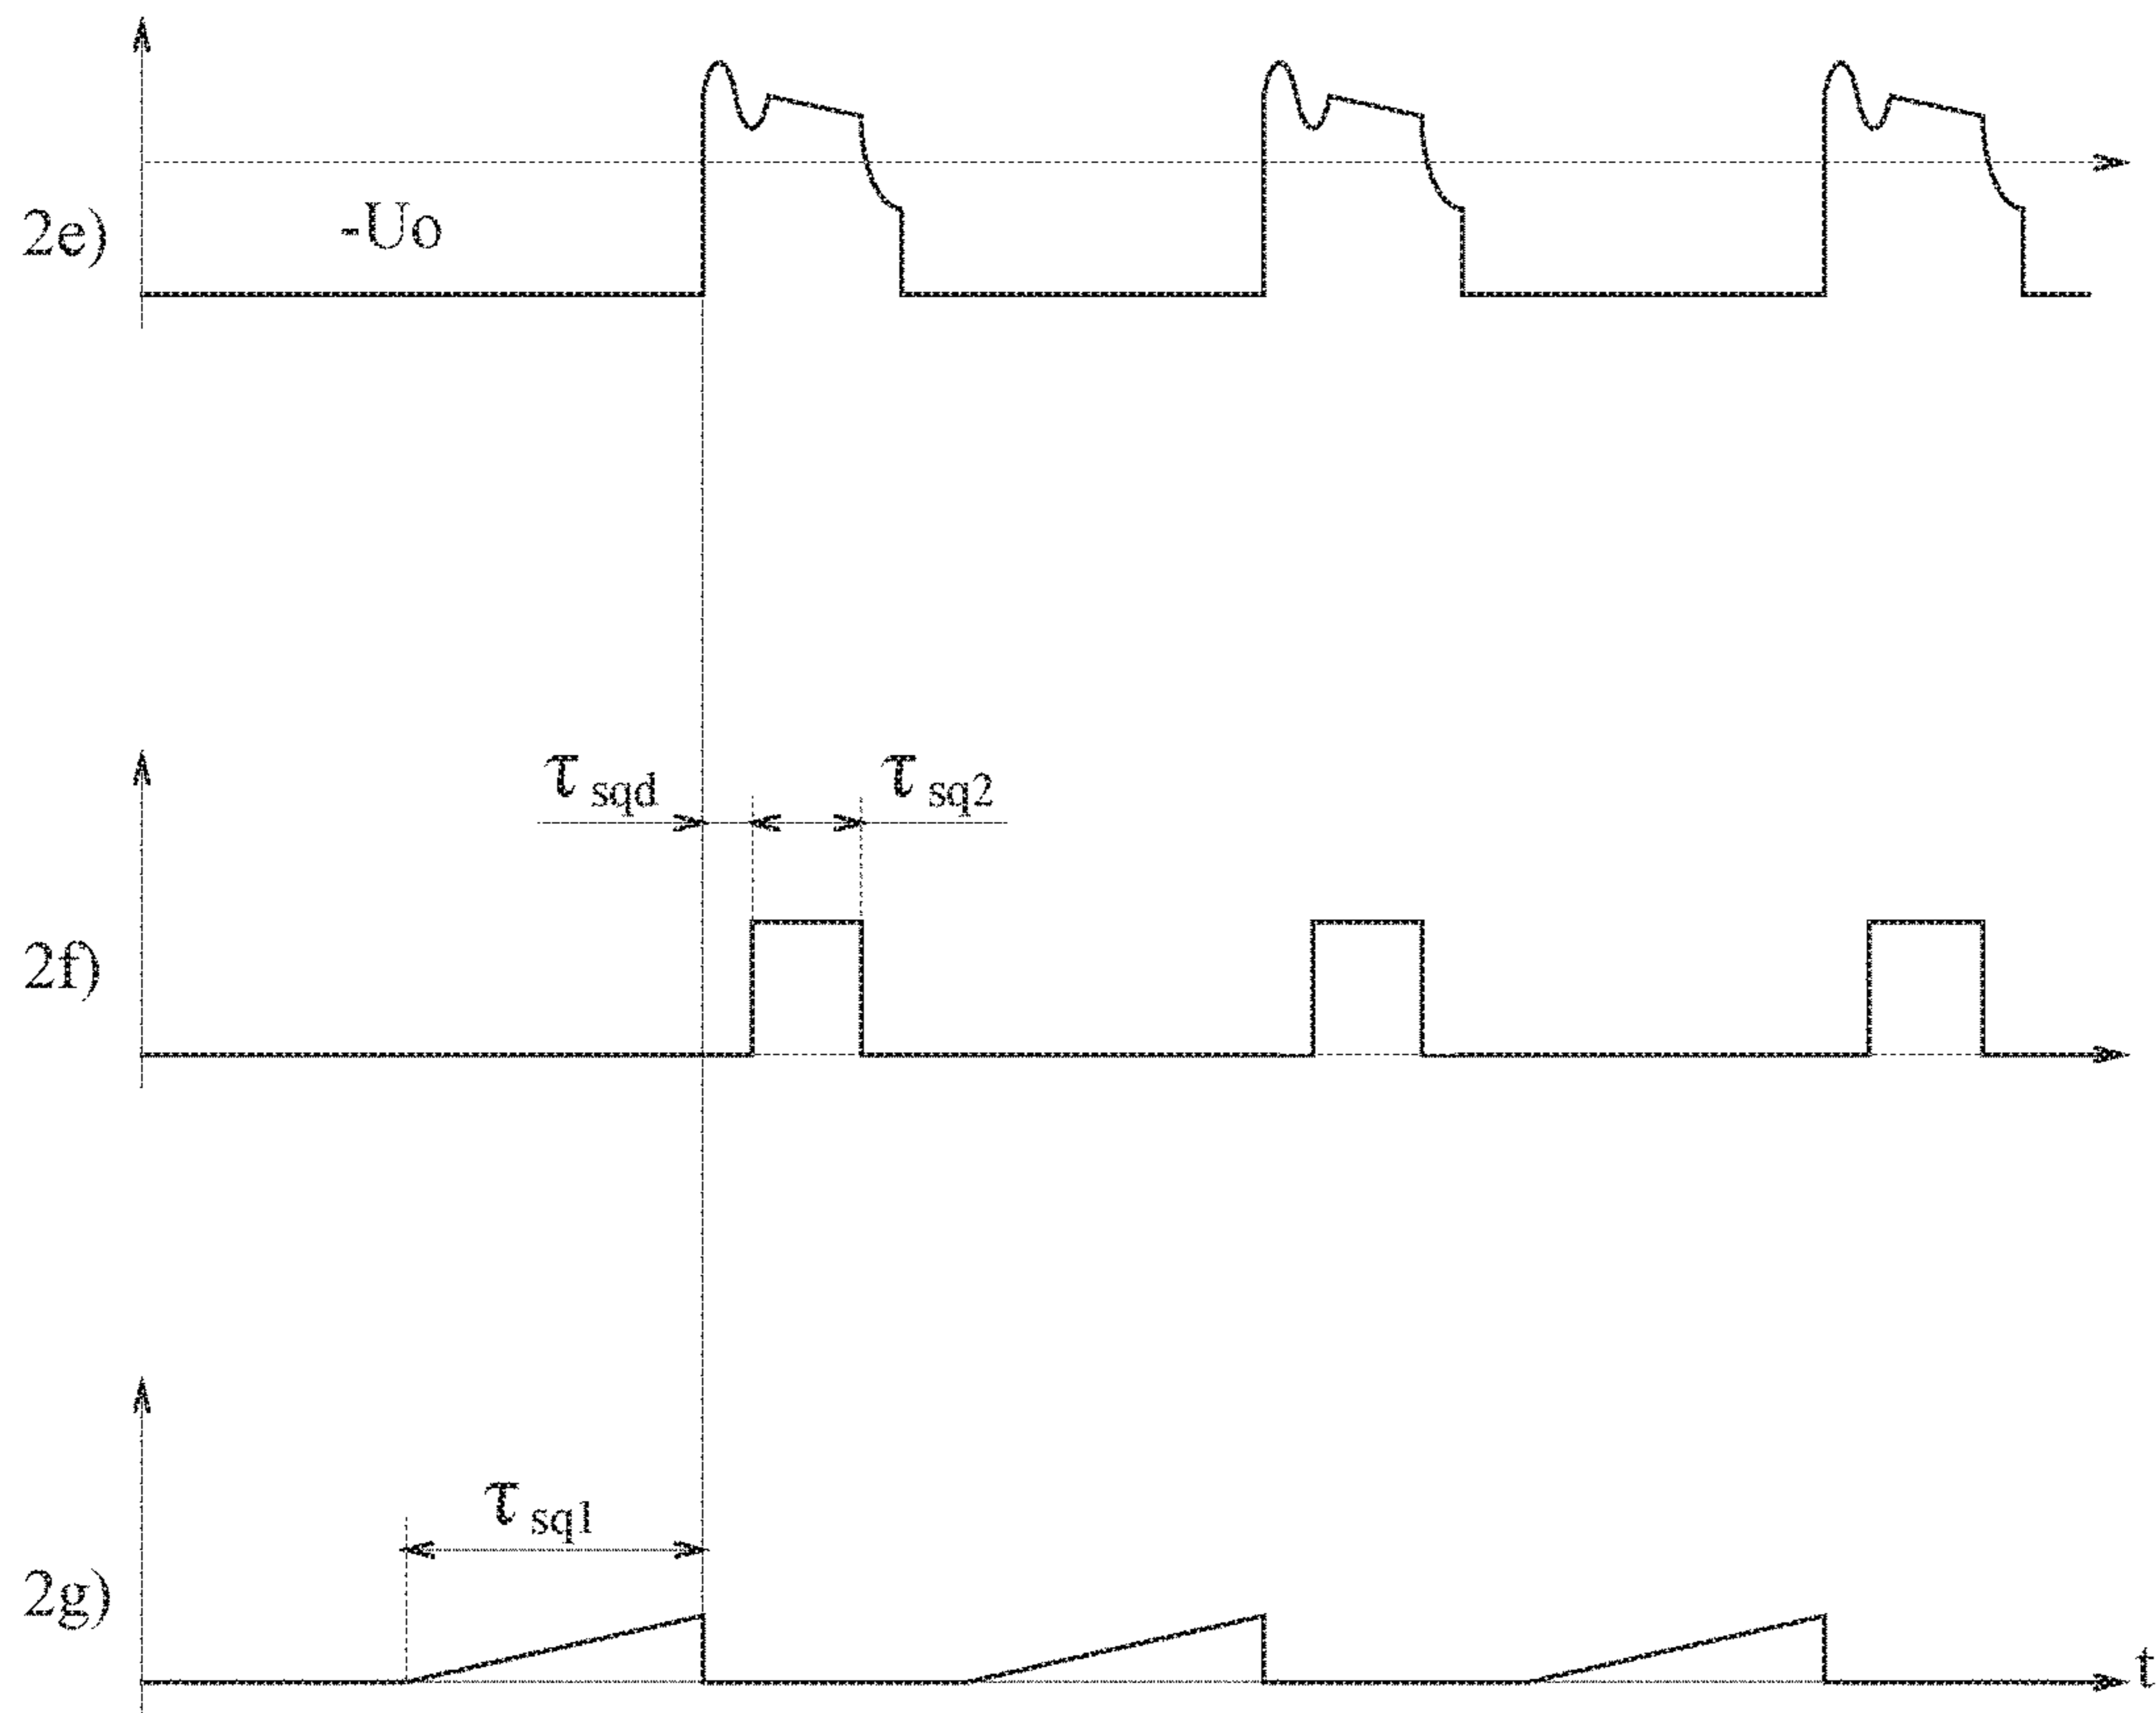 2e)
-Uo
τ sqd
τ sq2
2f)
τ sq1
2g)
t